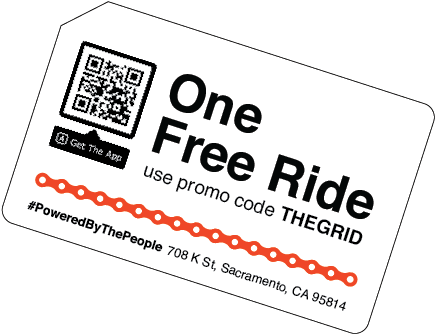 One
Free Ride
use promo code THEGRID
Get The App
#PoweredByThePeople 708 K St, Sacramento, CA 95814